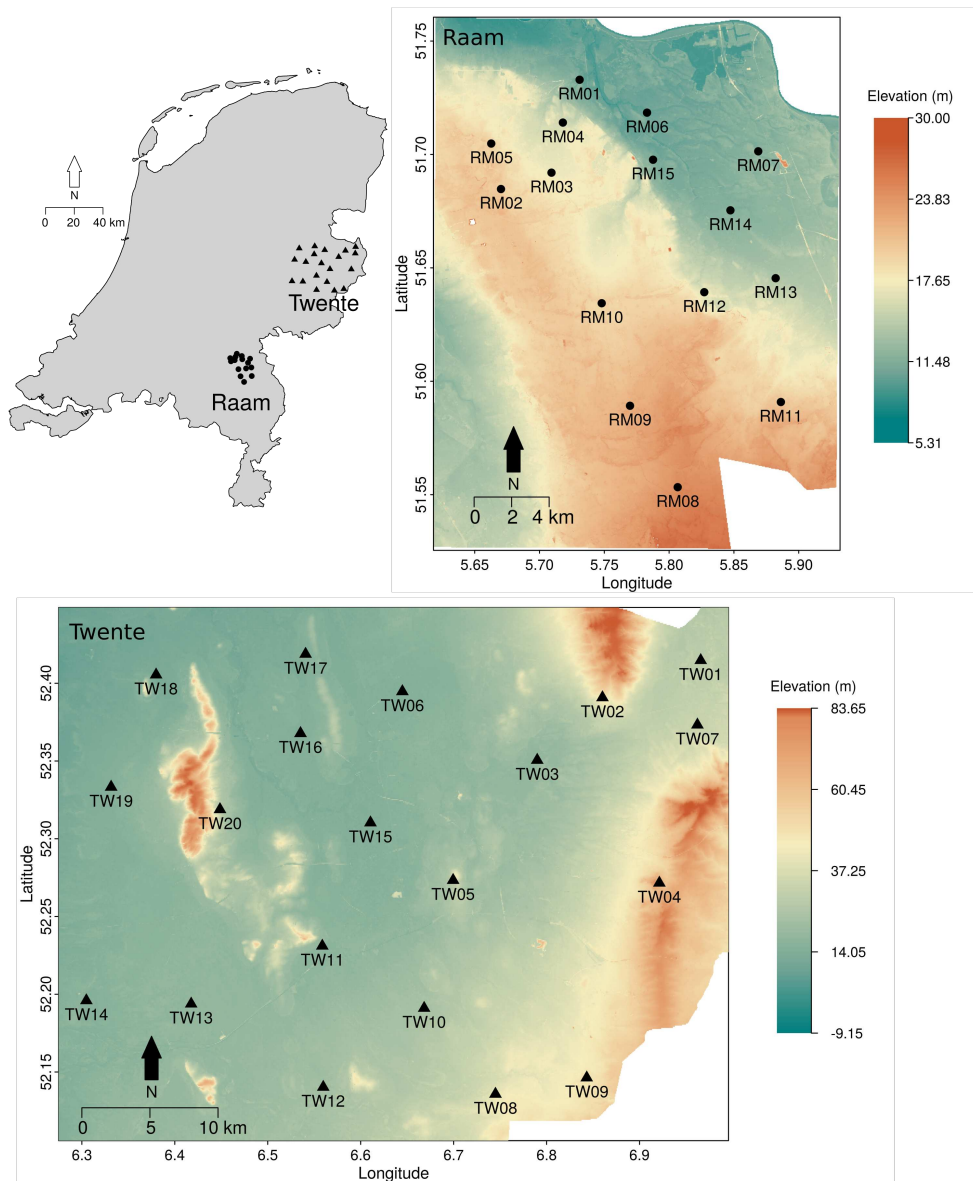 N
0 20 40 km
Twente
Raam
Raam
RM01
RM06
RM04
RM05
RM07
RM15
RM03
RM02
RM14
RM13
RM12
RM10
RM11
RM09
RM08
N
0 2 4 km
51.75
51.70
51.65
51.60
51.55
Latitude
5.65 5.70 5.75 5.80 5.85 5.90
Longitude
Elevation (m)
30.00
23.83
17.65
11.48
5.31
Twente
TW17
TW01
TW18
TW06
TW02
TW07
TW16
TW03
TW19
TW20
TW15
TW05
TW04
TW11
TW14
TW13
TW10
TW09
TW12
TW08
N
0 5 10 km
52.40
52.35
52.30
52.25
52.20
52.15
Latitude
6.3 6.4 6.5 6.6 6.7 6.8 6.9
Longitude
Elevation (m)
83.65
60.45
37.25
14.05
-9.15